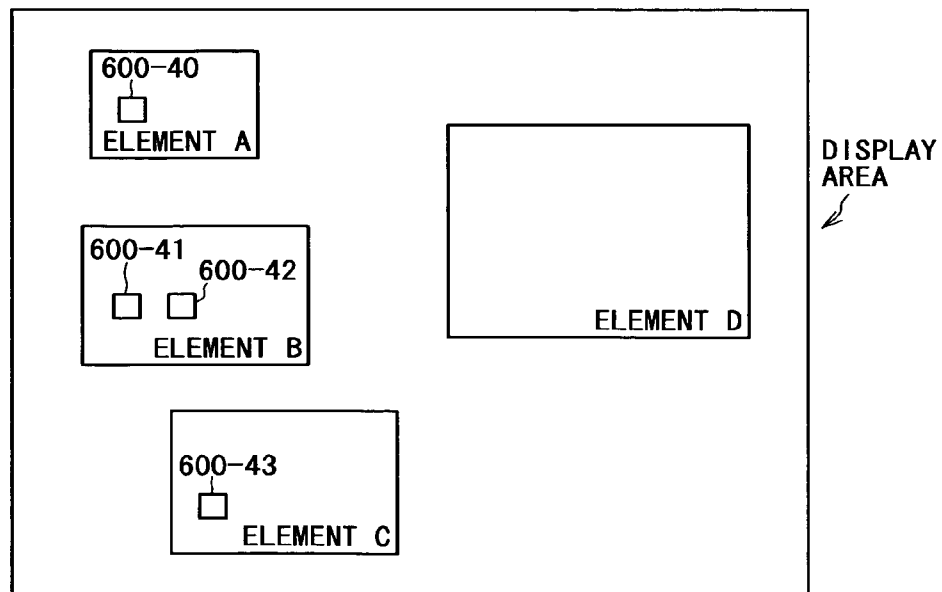 600-40
ELEMENT A
DISPLAY
AREA
600-41
600-42
ELEMENT B
ELEMENT D
600-43
ELEMENT C